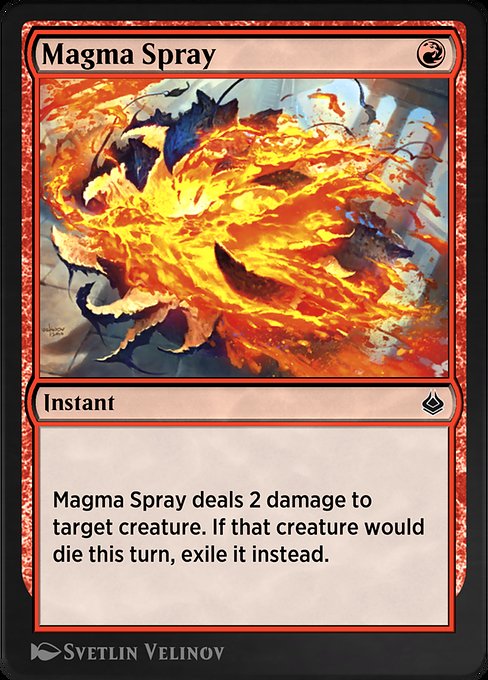 Magma Spray
Instant
Magma Spray deals 2 damage to
target creature. If that creature would
die this turn, exile it instead.
Svetlin Velinov